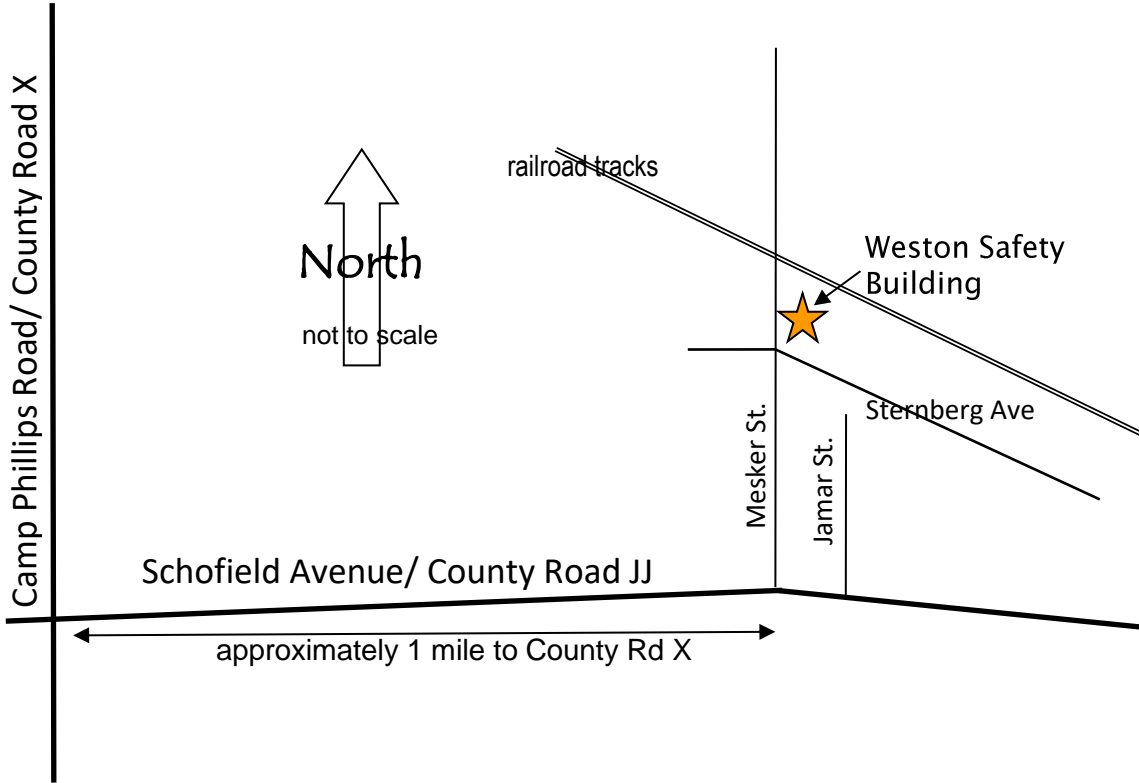 Camp Phillips Road/ County Road X
railroad tracks
North
not to scale
Weston Safety
Building
Sternberg Ave
Mesker St.
Jamar St.
Schofield Avenue/ County Road JJ
approximately 1 mile to County Rd X